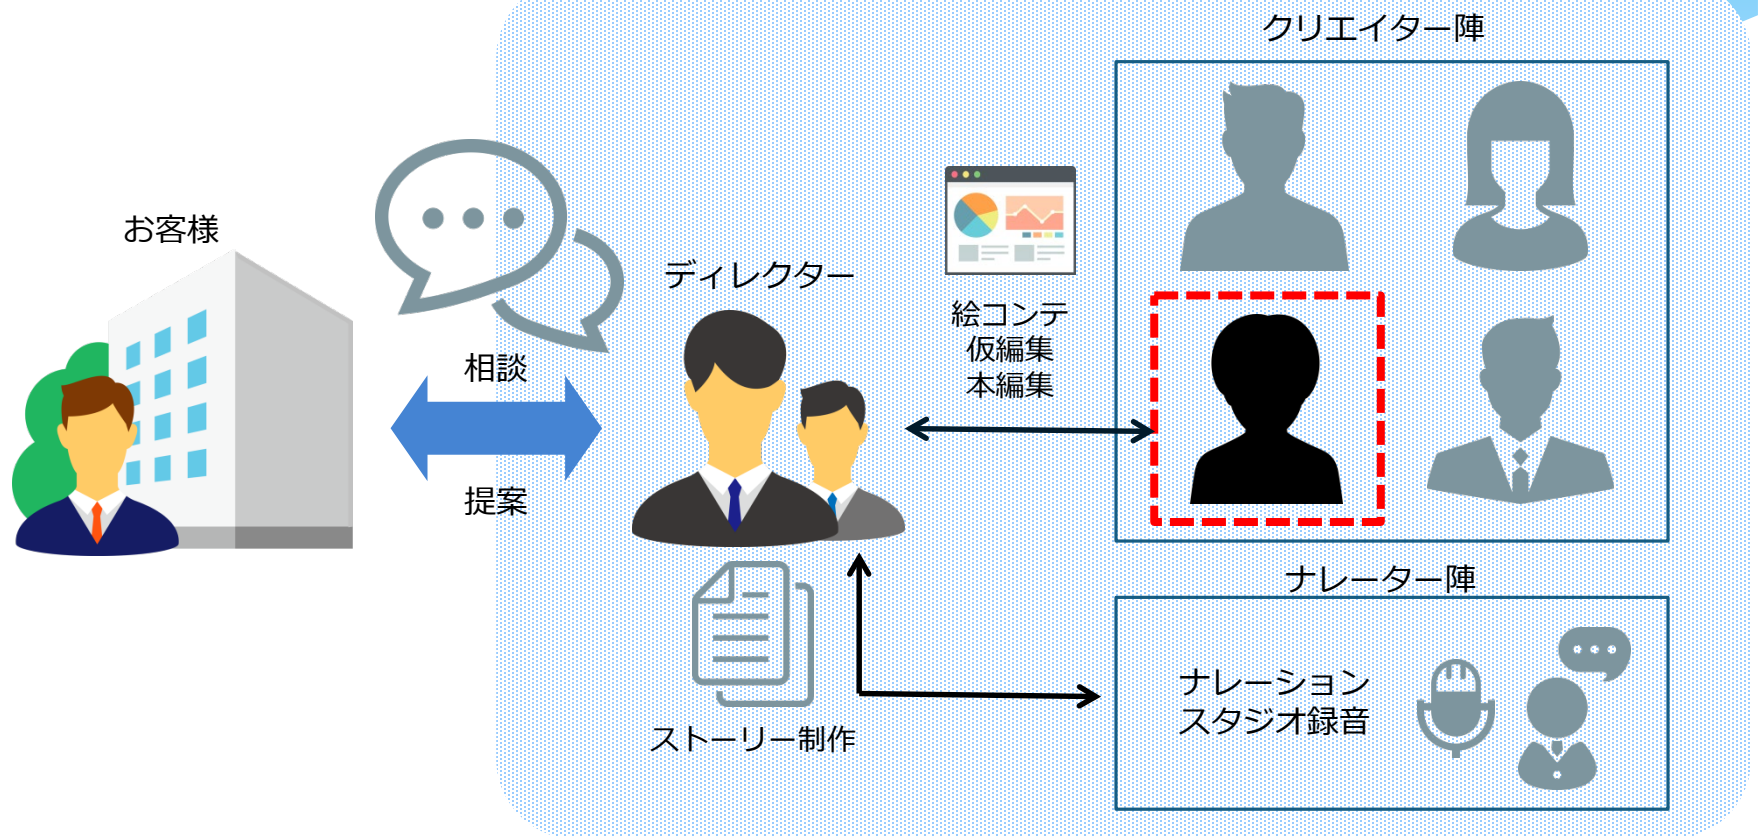 クリエイター陣
お客様
ディレクター
相談
提案
絵コンテ
仮編集
本編集
ストーリー制作
ナレーター陣
ナレーション
スタジオ録音